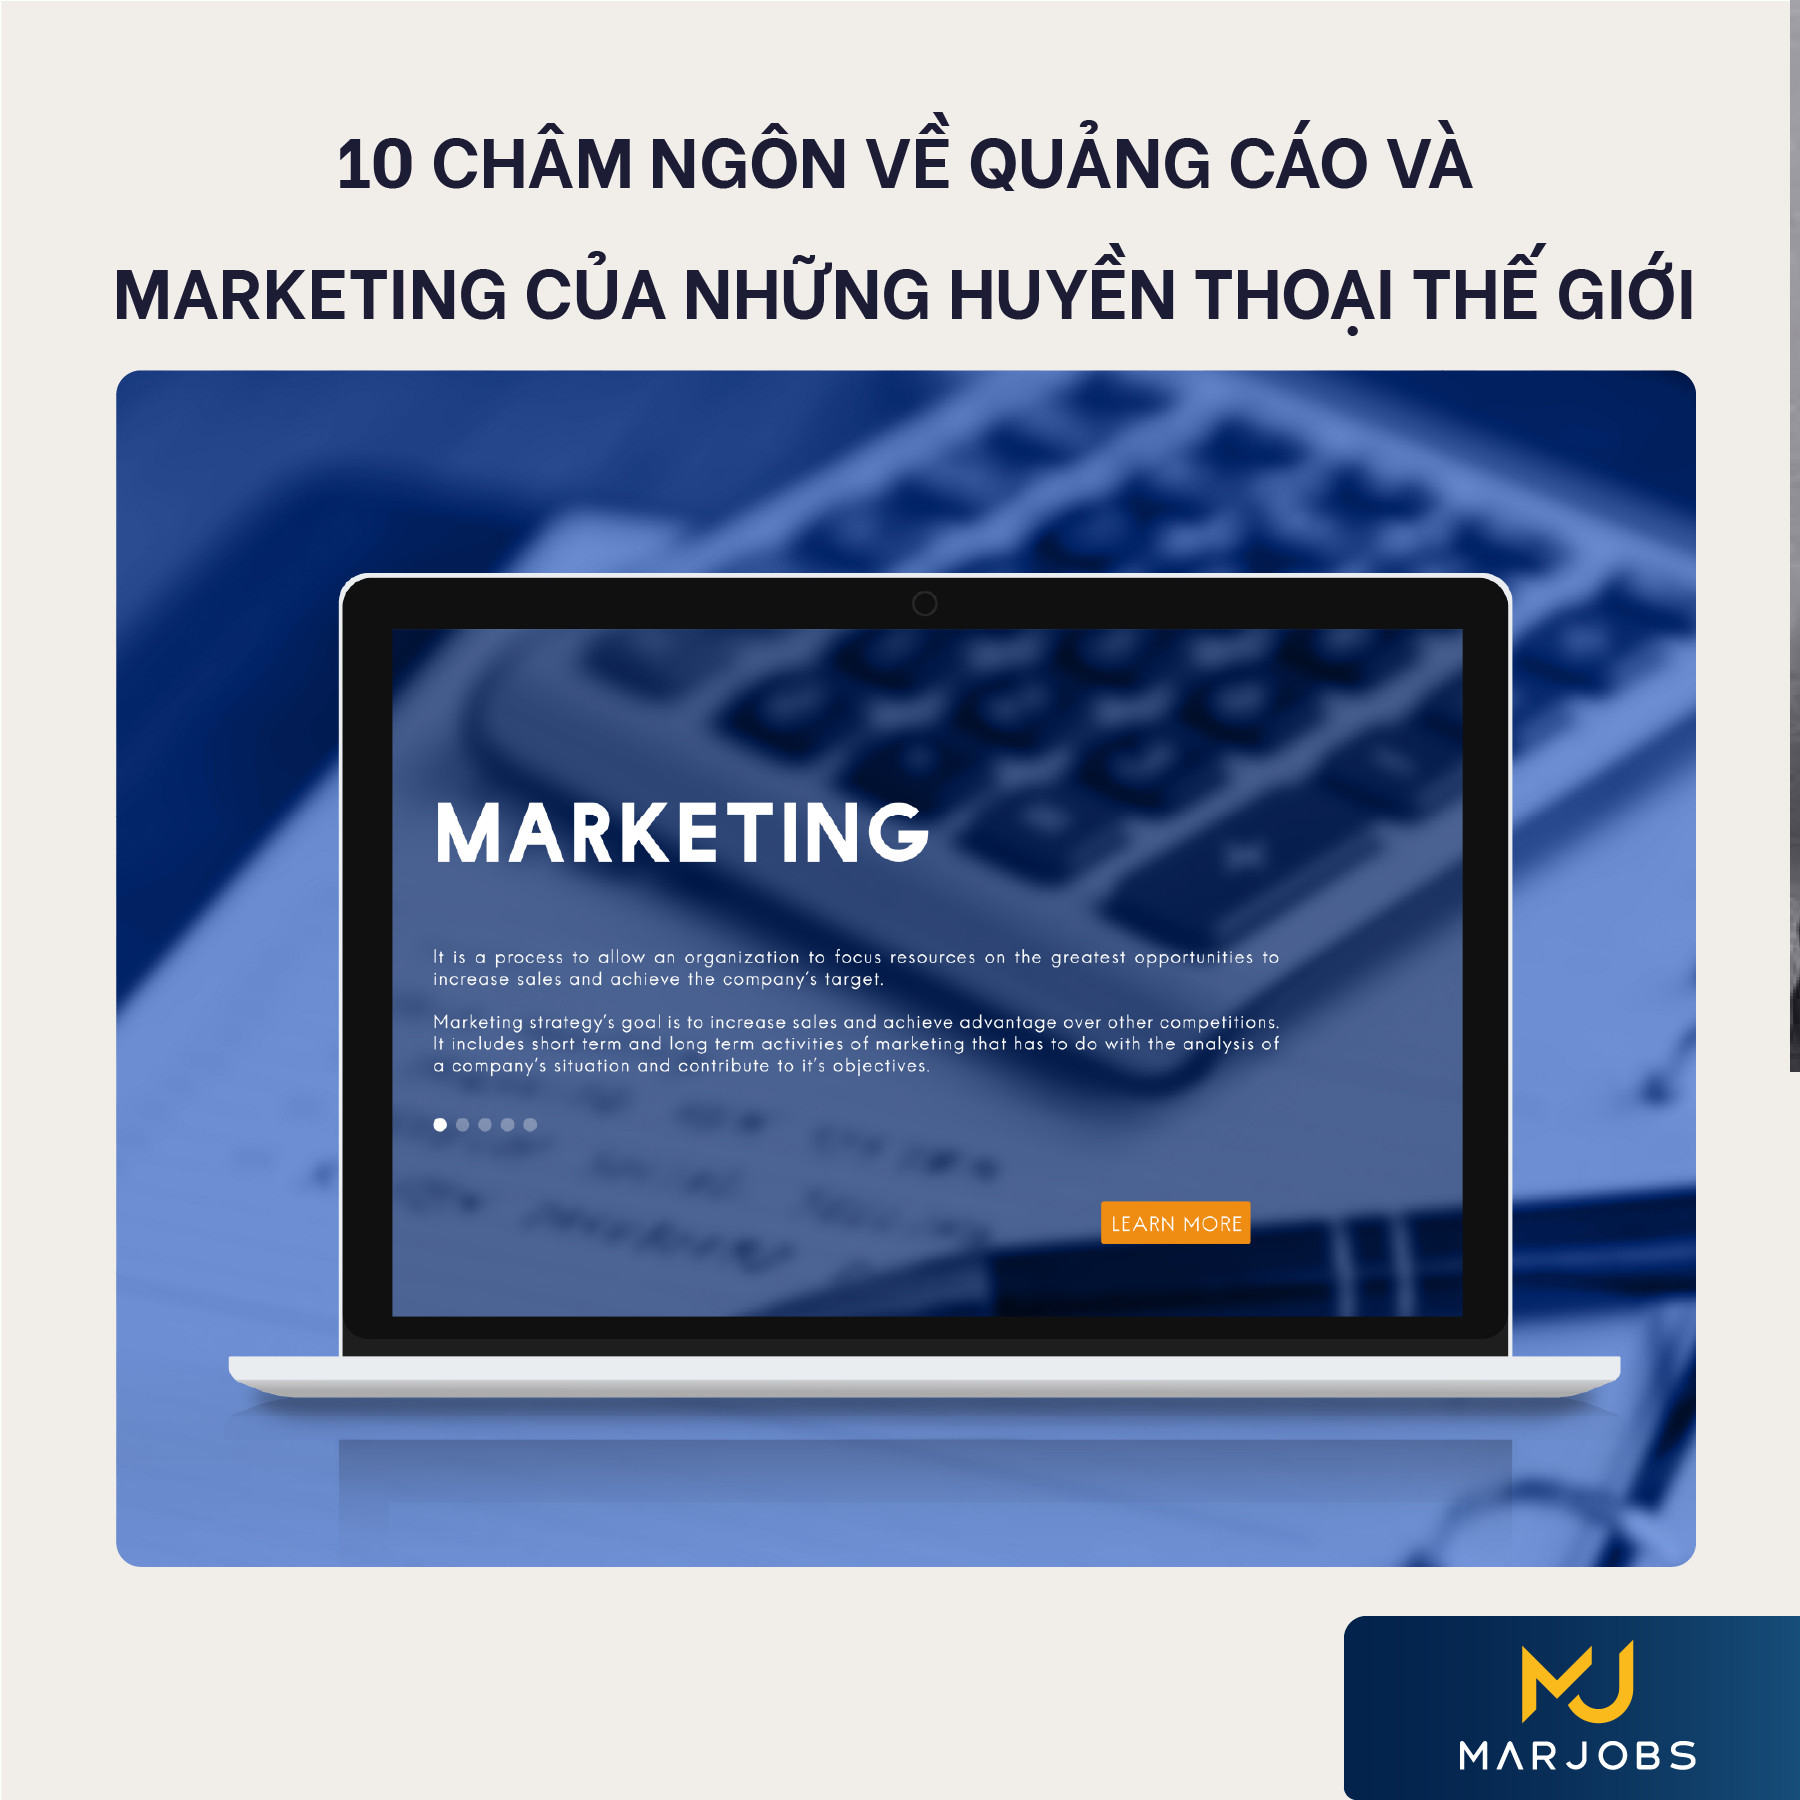 10 CHÂM NGÔN VỀ QUẢNG CÁO VÀ
MARKETING CỦA NHỮNG HUYỀN THOẠI THẾ GIỚI
MARKETING
It is a process to allow an organization to focus resources on the greatest opportunities to
increase sales and achieve the company's target.
Marketing strategy's goal is to increase sales and achieve advantage over other competitions.
It includes short term and long term activities of marketing that has to do with the analysis of
a company's situation and contribute to it's objectives.
LEARN MORE
MARJOBS